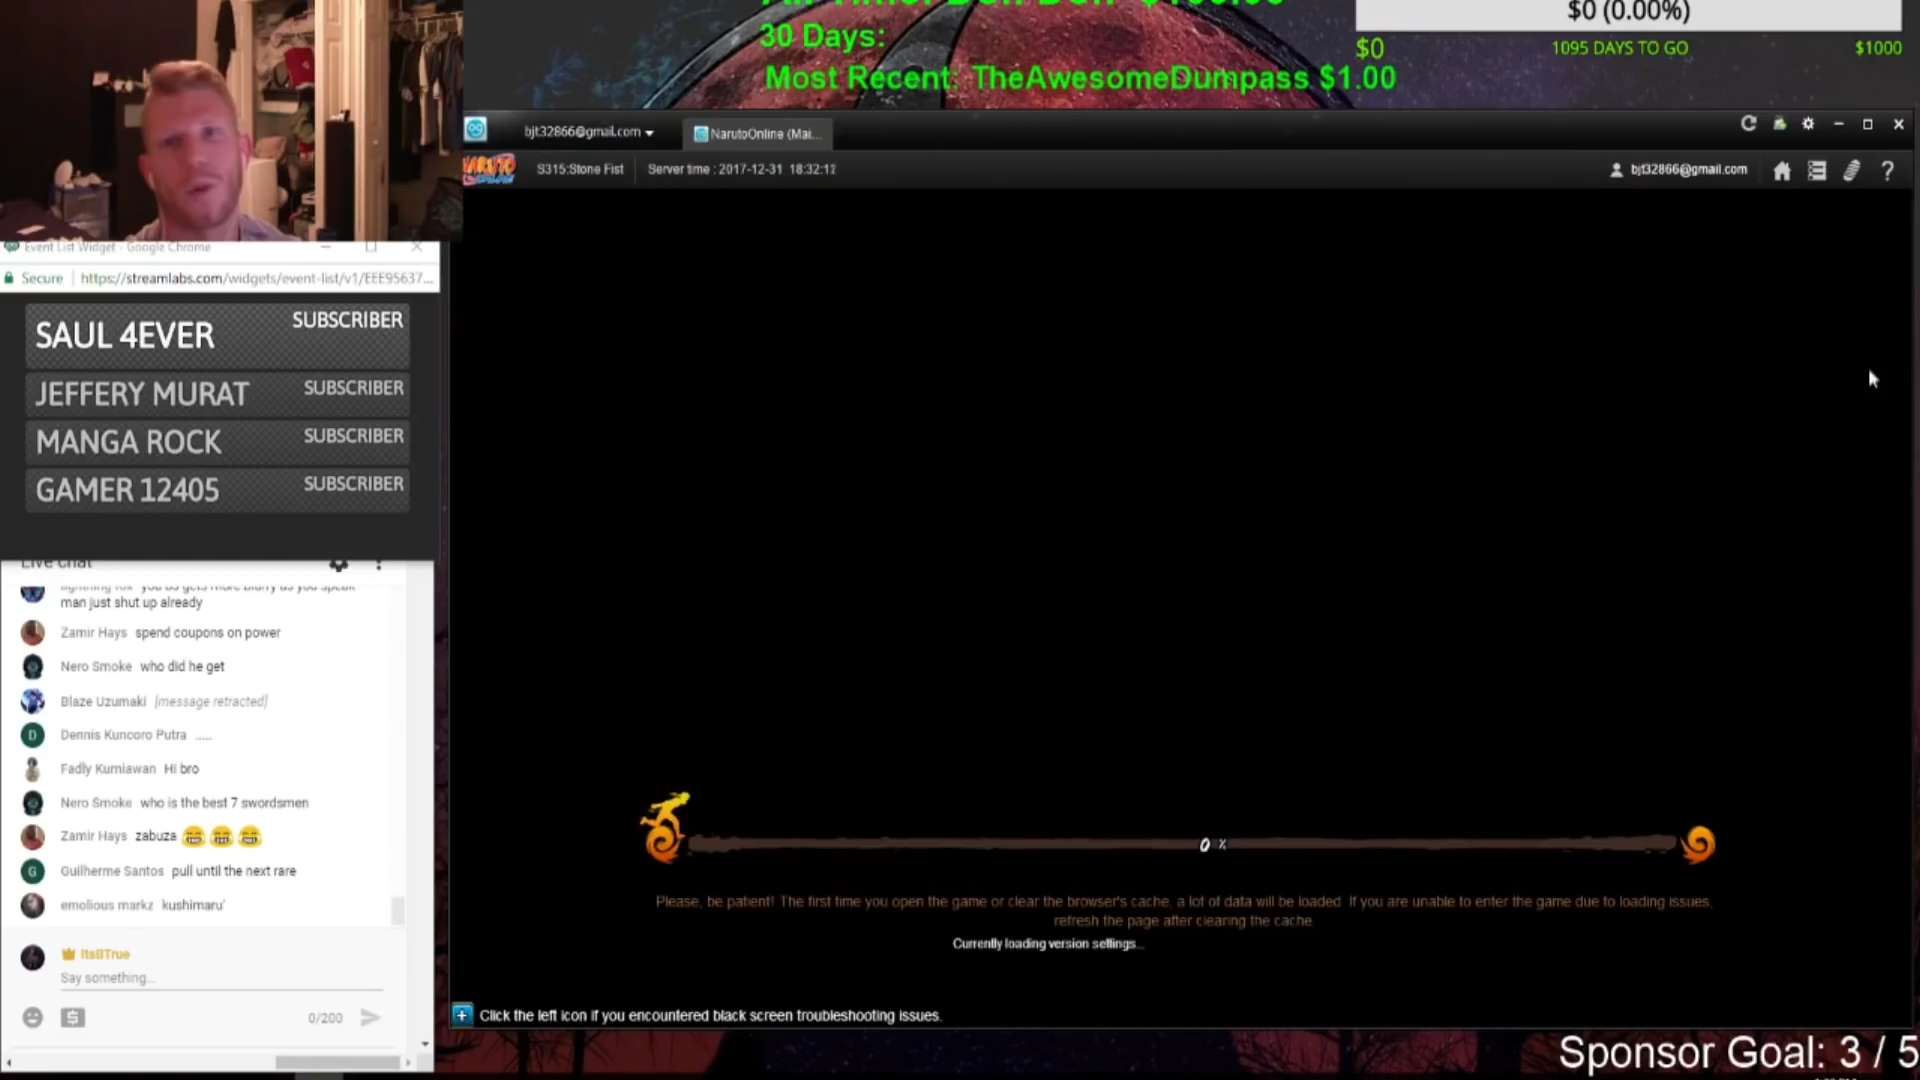 $0 (0.00%)
30 Days:
$0
1095 DAYS TO GO
$1000
Most Recent: TheAwesomeDumpass $1.00
bjt32866@gmail.com
NarutoOnline (Mai...
S315:Stone Fist
Server time : 2017-12-31 18:32:12
bjt32866@gmail.com
?
Event List Widget - Google Chrome
Secure
https://streamlabs.com/widgets/event-list/v1/EEE95637...
SAUL 4EVER
SUBSCRIBER
JEFFERY MURAT
SUBSCRIBER
MANGA ROCK
SUBSCRIBER
GAMER 12405
SUBSCRIBER
Live chat
man just shut up already
Zamir Hays spend coupons on power
Nero Smoke who did he get
Blaze Uzumaki [message retracted]
D
Dennis Kuncoro Putra .....
Fadly Kurniawan Hi bro
Nero Smoke who is the best 7 swordsmen
Zamir Hays zabuza 😂😂😂
G
Guilherme Santos pull until the next rare
emolious markz kushimaru'
ItsBTrue
Say something...
0/200
0 %
Please, be patient! The first time you open the game or clear the browser's cache, a lot of data will be loaded. If you are unable to enter the game due to loading issues,
refresh the page after clearing the cache.
Currently loading version settings...
Click the left icon if you encountered black screen troubleshooting issues.
Sponsor Goal: 3 / 5